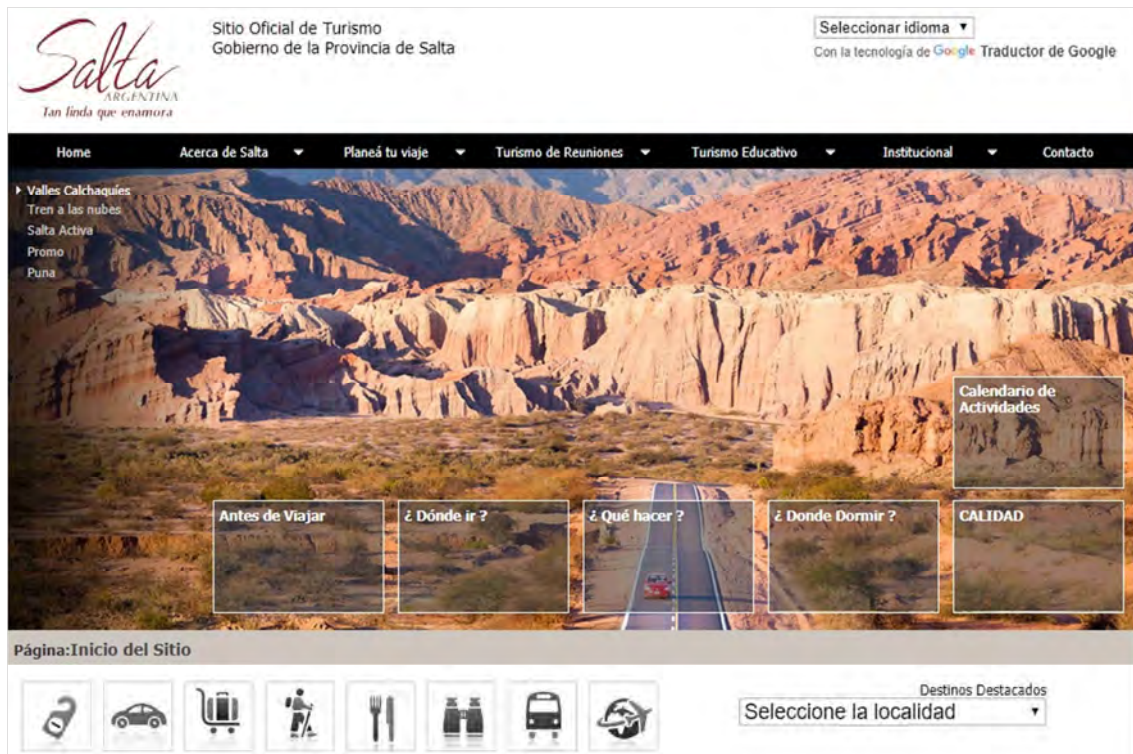 Salta
ARGENTINA
Tan linda que enamora
Sitio Oficial de Turismo
Gobierno de la Provincia de Salta
Seleccionar idioma
Con la tecnología de Google Traductor de Google
Home
Acerca de Salta
Planeá tu viaje
Turismo de Reuniones
Turismo Educativo
Institucional
Contacto
Valles Calchaquíes
Tren a las nubes
Salta Activa
Promo
Puna
Calendario de
Actividades
Antes de Viajar
¿ Dónde ir ?
¿ Qué hacer ?
¿ Donde Dormir ?
CALIDAD
Página:Inicio del Sitio
Destinos Destacados
Seleccione la localidad